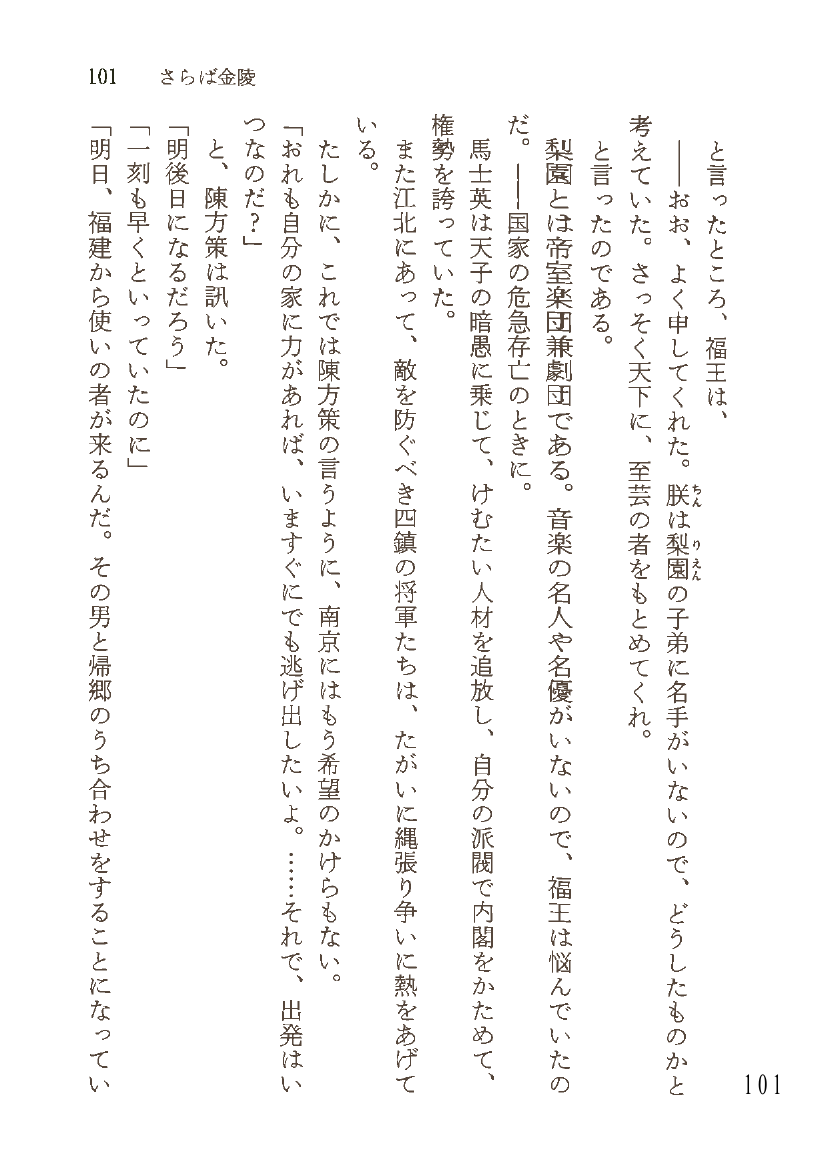 101 さらば金陵
と言ったところ、福王は、
――おお、よく申してくれた。朕は梨園の子弟に名手がいないので、どうしたものかと
ちん
りえん
考えていた。さっそく天下に、至芸の者をもとめてくれ。
と言ったのである。
梨園とは帝室楽団兼劇団である。音楽の名人や名優がいないので、福王は悩んでいたの
だ。――国家の危急存亡のときに。
馬士英は天子の暗愚に乗じて、けむたい人材を追放し、自分の派閥で内閣をかためて、
権勢を誇っていた。
また江北にあって、敵を防ぐべき四鎮の将軍たちは、たがいに縄張り争いに熱をあげて
いる。
たしかに、これでは陳方策の言うように、南京にはもう希望のかけらもない。
「おれも自分の家に力があれば、いますぐにでも逃げ出したいよ。……それで、出発はい
つなのだ？」
と、陳方策は訊いた。
「明後日になるだろう」
「一刻も早くといっていたのに」
「明日、福建から使いの者が来るんだ。その男と帰郷のうち合わせをすることになってい
101